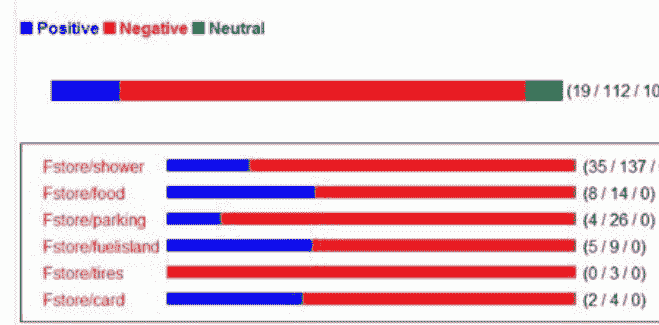 Positive Negative Neutral
(19 / 112 / 10
Fstore/shower (35 / 137 /
Fstore/food (8 / 14 / 0)
Fstore/parking (4 / 26 / 0)
Fstore/fuelisland (5 / 9 / 0)
Fstore/tires (0 / 3 / 0)
Fstore/card (2 / 4 / 0)